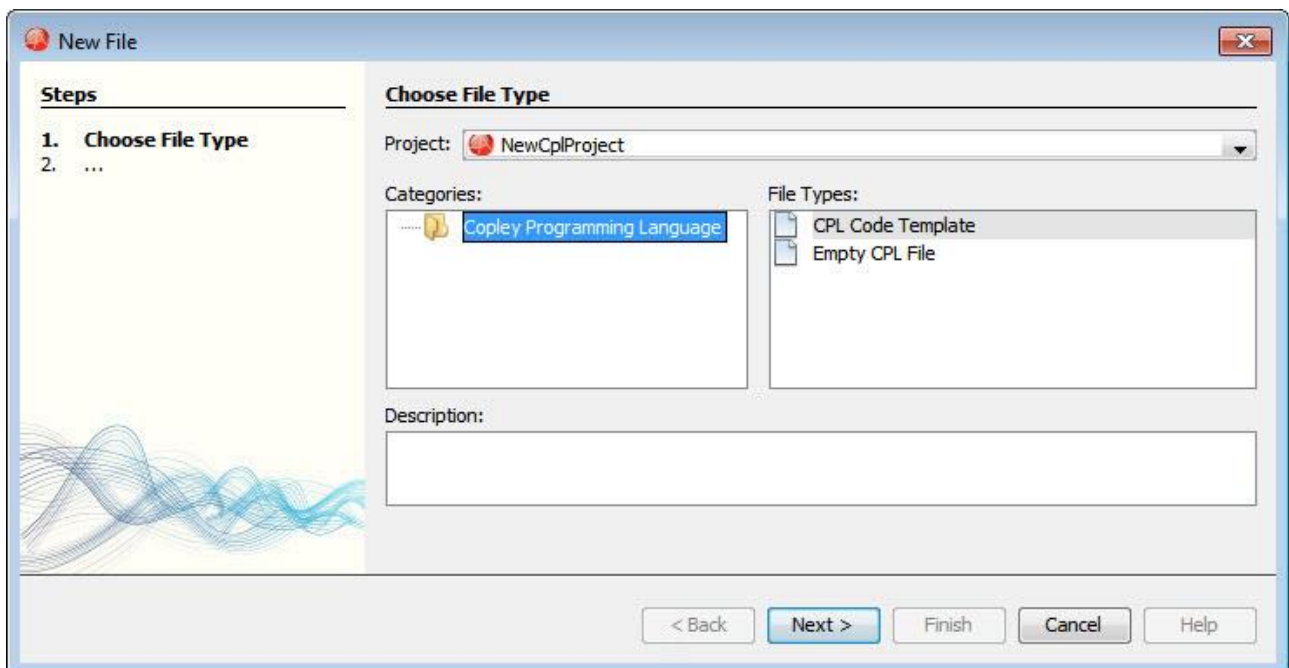 New File
Steps
1. Choose File Type
2. ...
Choose File Type
Project: NewCplProject
Categories:
Copley Programming Language
File Types:
CPL Code Template
Empty CPL File
Description:
< Back Next > Finish Cancel Help